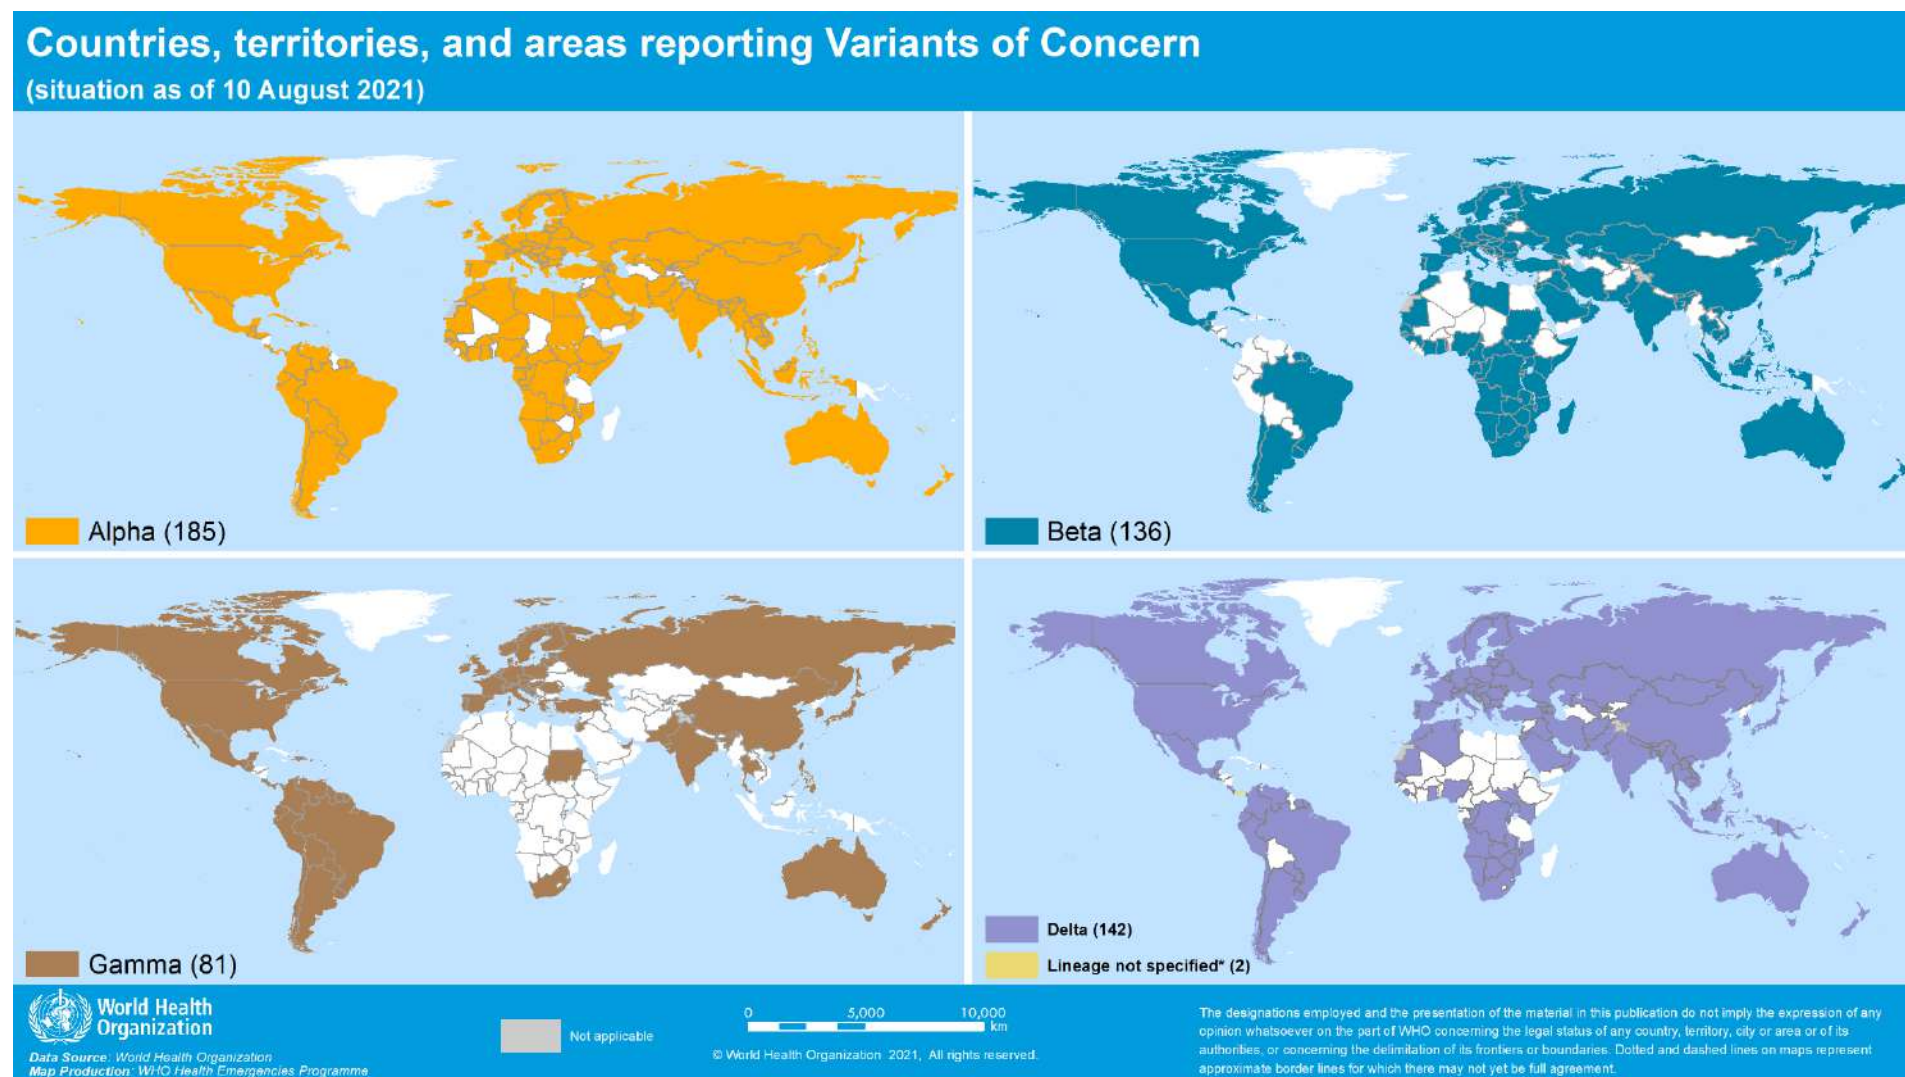 Countries, territories, and areas reporting Variants of Concern
(situation as of 10 August 2021)
Alpha (185)
Beta (136)
Gamma (81)
Delta (142)
Lineage not specified* (2)
World Health
Organization
Data Source: World Health Organization
Map Production: WHO Health Emergencies Programme
Not applicable
0 5,000 10,000
km
© World Health Organization 2021, All rights reserved.
The designations employed and the presentation of the material in this publication do not imply the expression of any
opinion whatsoever on the part of WHO concerning the legal status of any country, territory, city or area or of its
authorities, or concerning the delimitation of its frontiers or boundaries. Dotted and dashed lines on maps represent
approximate border lines for which there may not yet be full agreement.